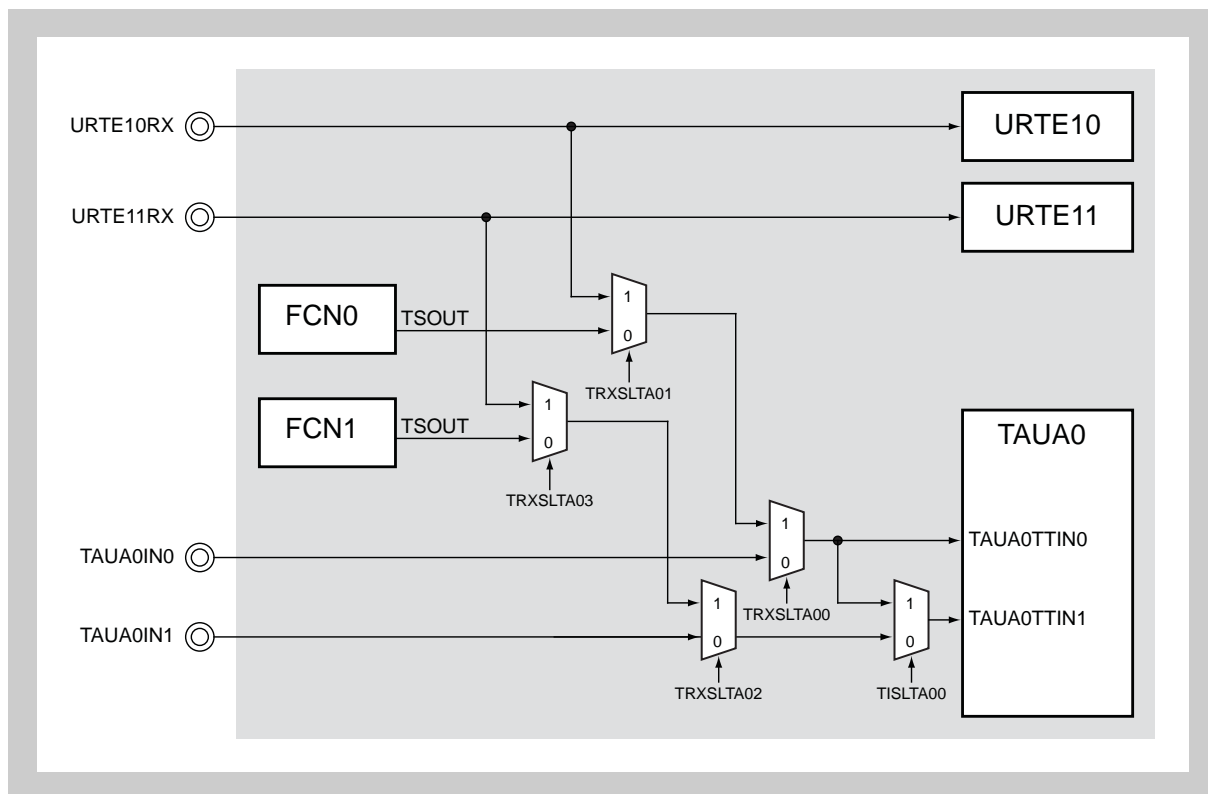 URTE10RX
URTE10
URTE11RX
URTE11
1
FCN0
TSOUT
0
TRXSLTA01
1
FCN1
TSOUT
0
TAUA0
TRXSLTA03
1
TAUA0IN0
0
TAUA0TTIN0
TRXSLTA00
1
1
TAUA0TTIN1
TAUA0IN1
0
0
TRXSLTA02
TISLTA00